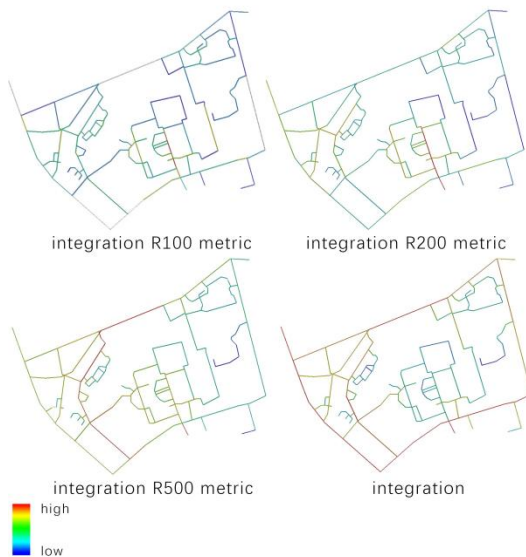 integration R100 metric
integration R200 metric
integration R500 metric
integration
high
low